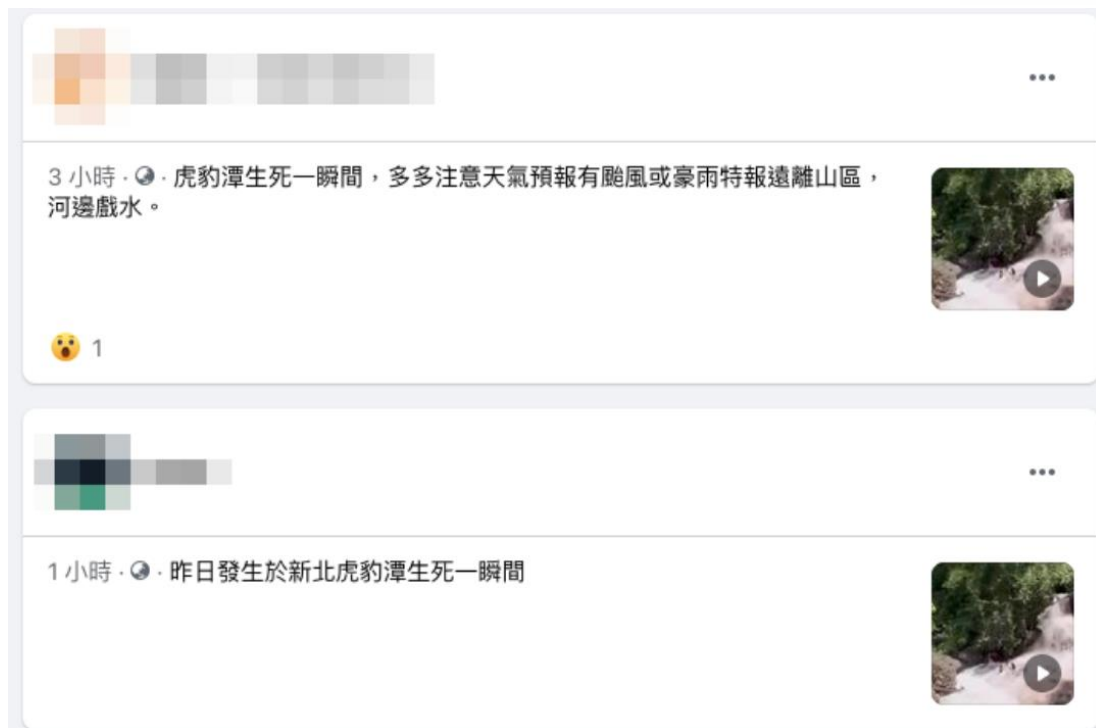 3 小時 · 虎豹潭生死一瞬間，多多注意天氣預報有颱風或豪雨特報遠離山區，
河邊戲水。
1
1 小時 · 昨日發生於新北虎豹潭生死一瞬間